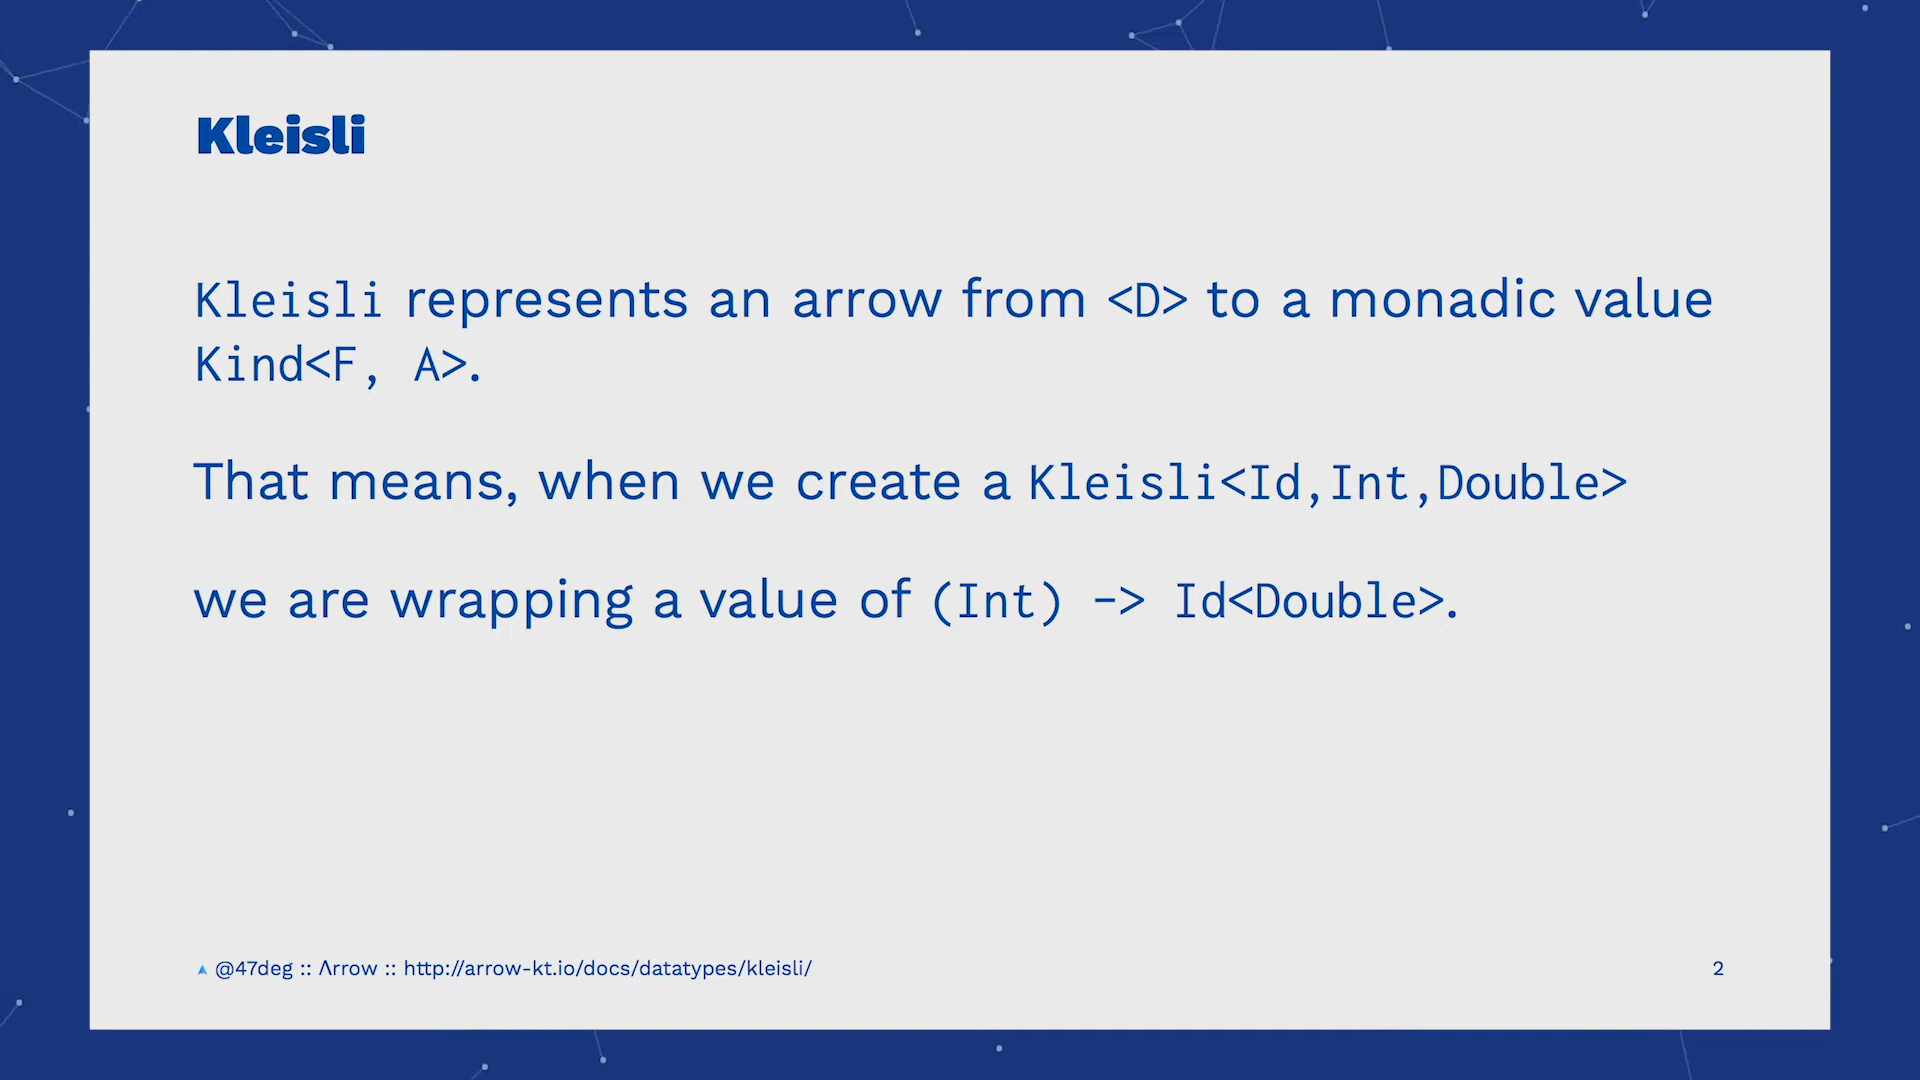 Kleisli
Kleisli represents an arrow from <D> to a monadic value
Kind<F, A>.
That means, when we create a Kleisli<Id,Int,Double>
we are wrapping a value of (Int) -> Id<Double>.
@47deg :: Λrrow :: http://arrow-kt.io/docs/datatypes/kleisli/
2